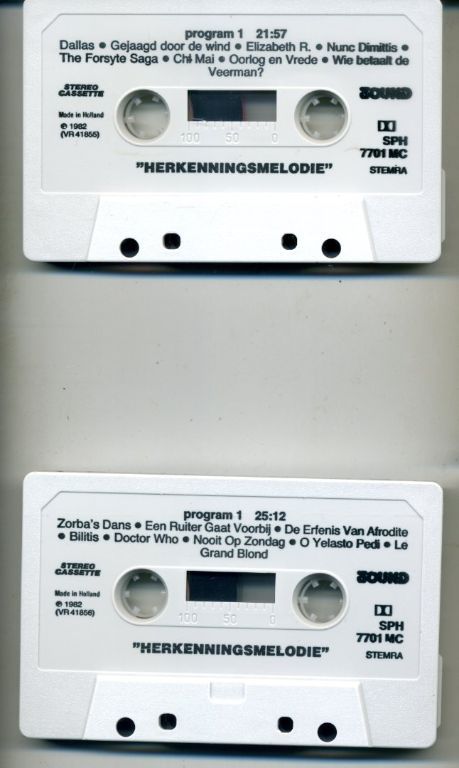 program 1 21:57
Dallas • Gejaagd door de wind • Elizabeth R. • Nunc Dimittis •
The Forsyte Saga • Chi Mai • Oorlog en Vrede • Wie betaalt de
Veerman?
STEREO
CASSETTE
SOUND
Made in Holland
℗ 1982
(VR 41855)
100 50 0
SPH
7701 MC
STEMRA
"HERKENNINGSMELODIE"
program 1 25:12
Zorba's Dans • Een Ruiter Gaat Voorbij • De Erfenis Van Afrodite
• Bilitis • Doctor Who • Nooit Op Zondag • O Yelasto Pedi • Le
Grand Blond
STEREO
CASSETTE
SOUND
Made in Holland
℗ 1982
(VR 41856)
100 50 0
SPH
7701 MC
STEMRA
"HERKENNINGSMELODIE"